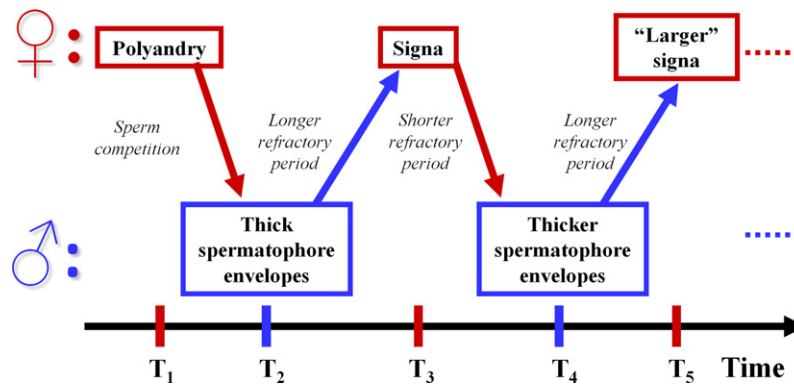 Polyandry
Signa
“Larger”
signa
Sperm
competition
Longer
refractory
period
Shorter
refractory
period
Longer
refractory
period
Thick
spermatophore
envelopes
Thicker
spermatophore
envelopes
T1
T2
T3
T4
T5
Time